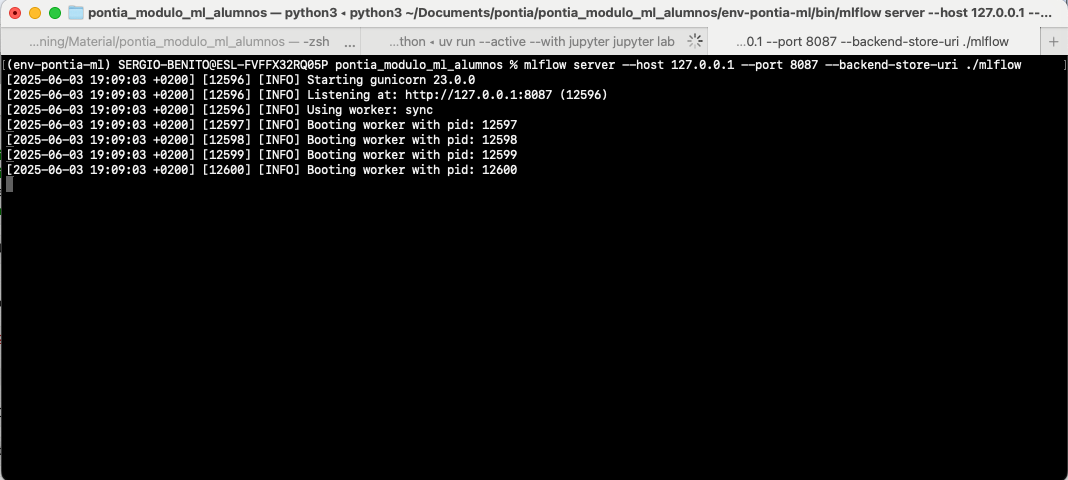 pontia_modulo_ml_alumnos — python3 ◂ python3 ~/Documents/pontia/pontia_modulo_ml_alumnos/env-pontia-ml/bin/mlflow server --host 127.0.0.1 --...
...ning/Material/pontia_modulo_ml_alumnos — -zsh ... ...thon ◂ uv run --active --with jupyter jupyter lab ...0.1 --port 8087 --backend-store-uri ./mlflow +
[(env-pontia-ml) SERGIO-BENITO@ESL-FVFFX32RQ05P pontia_modulo_ml_alumnos % mlflow server --host 127.0.0.1 --port 8087 --backend-store-uri ./mlflow ]
[2025-06-03 19:09:03 +0200] [12596] [INFO] Starting gunicorn 23.0.0
[2025-06-03 19:09:03 +0200] [12596] [INFO] Listening at: http://127.0.0.1:8087 (12596)
[2025-06-03 19:09:03 +0200] [12596] [INFO] Using worker: sync
[2025-06-03 19:09:03 +0200] [12597] [INFO] Booting worker with pid: 12597
[2025-06-03 19:09:03 +0200] [12598] [INFO] Booting worker with pid: 12598
[2025-06-03 19:09:03 +0200] [12599] [INFO] Booting worker with pid: 12599
[2025-06-03 19:09:03 +0200] [12600] [INFO] Booting worker with pid: 12600